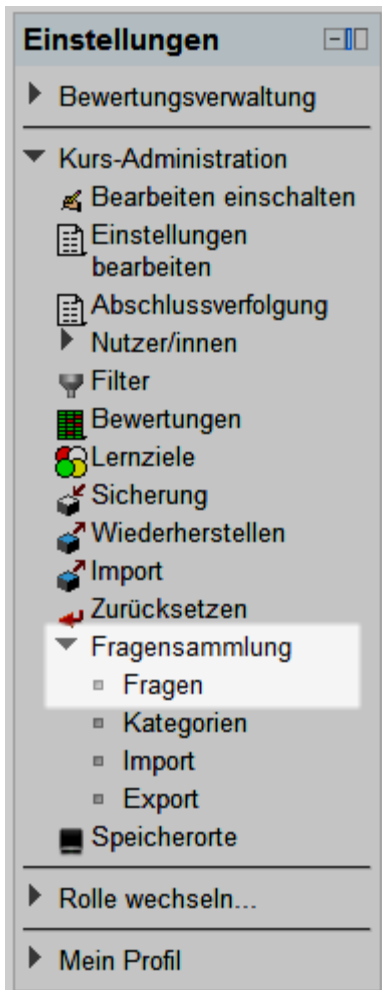 Einstellungen
Bewertungsverwaltung
Kurs-Administration
Bearbeiten einschalten
Einstellungen
bearbeiten
Abschlussverfolgung
Nutzer/innen
Filter
Bewertungen
Lernziele
Sicherung
Wiederherstellen
Import
Zurücksetzen
Fragensammlung
Fragen
Kategorien
Import
Export
Speicherorte
Rolle wechseln...
Mein Profil